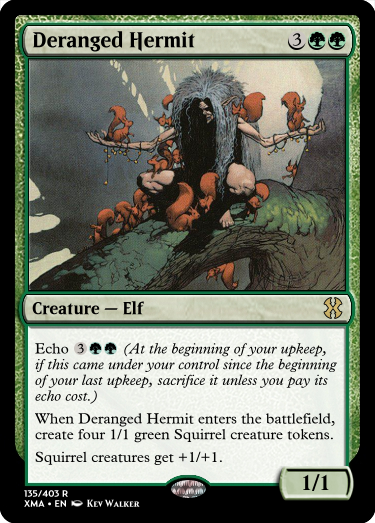 Deranged Hermit 3
Creature — Elf
Echo 3 (At the beginning of your upkeep,
if this came under your control since the beginning
of your last upkeep, sacrifice it unless you pay its
echo cost.)
When Deranged Hermit enters the battlefield,
create four 1/1 green Squirrel creature tokens.
Squirrel creatures get +1/+1.
1/1
135/403 R
XMA • EN Kev Walker